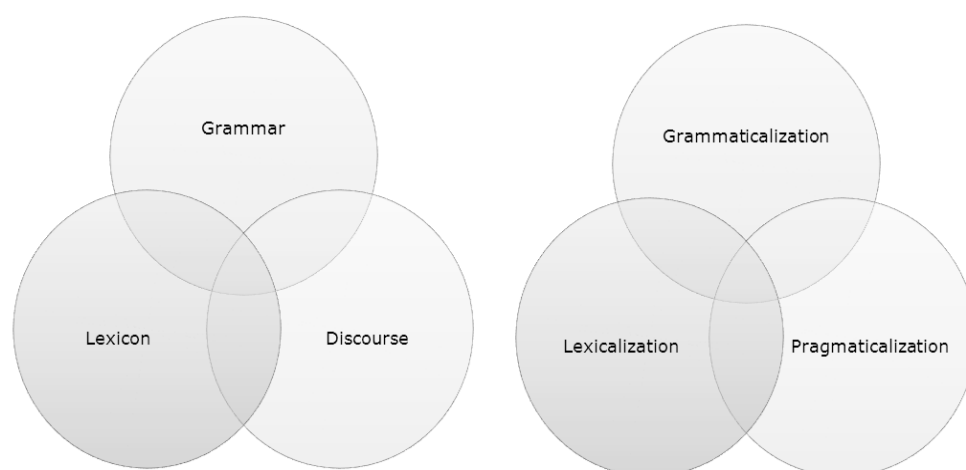 Grammar
Lexicon
Discourse
Grammaticalization
Lexicalization
Pragmaticalization